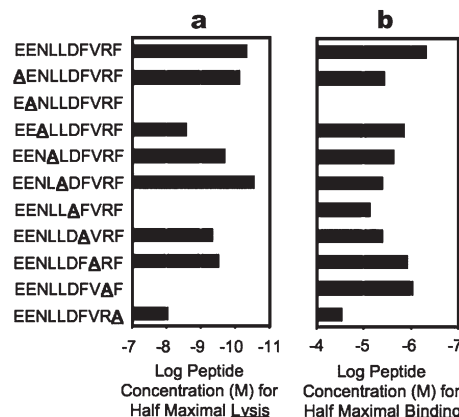 a b
EENLLDFVRF
AENLLDFVRF
EANLLDFVRF
EEALLDFVRF
EENALDFVRF
EENLADFVRF
EENLLAFVRF
EENLLDAVRF
EENLLDFARF
EENLLDFVAF
EENLLDFVRA
-7 -8 -9 -10 -11 -4 -5 -6 -7
Log Peptide Log Peptide
Concentration (M) for Concentration (M) for
Half Maximal Lysis Half Maximal Binding